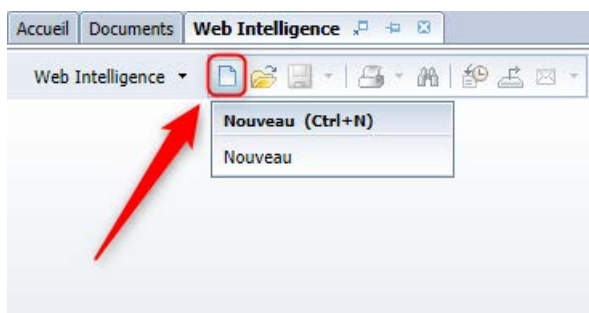 Accueil Documents Web Intelligence
Web Intelligence
Nouveau (Ctrl+N)
Nouveau